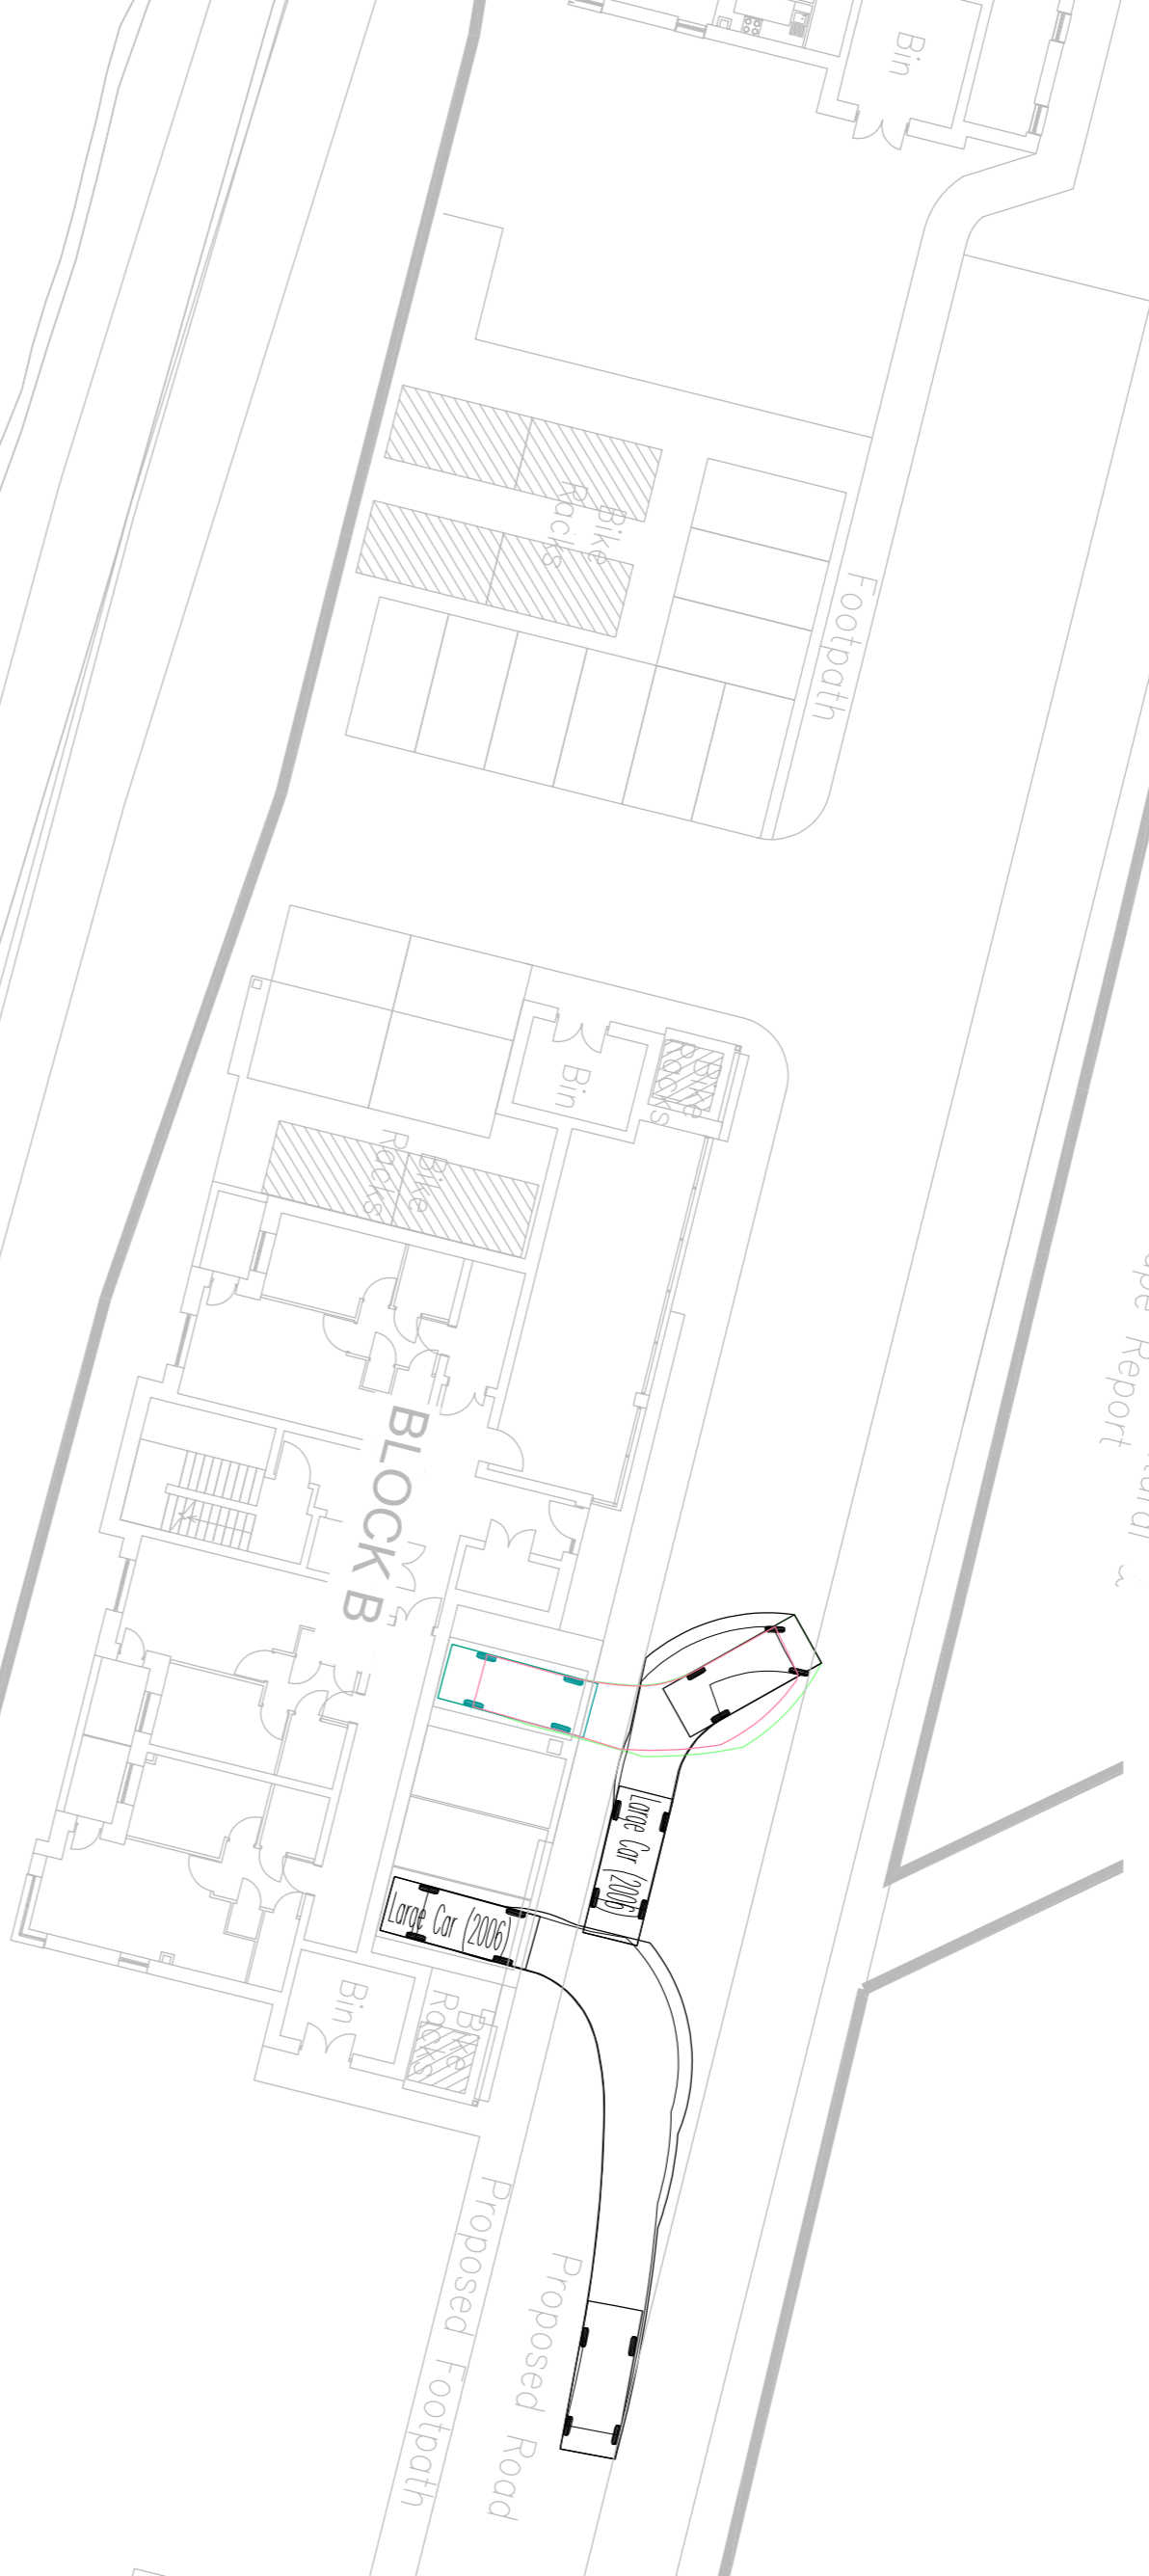 Bin
Bike
Racks
Footpath
Bin
Bike
Racks
Bike
Racks
BLOCK B
Report
Large Car (2006)
Large Car (2006)
Bin
Bike
Racks
Proposed Footpath
Proposed Road